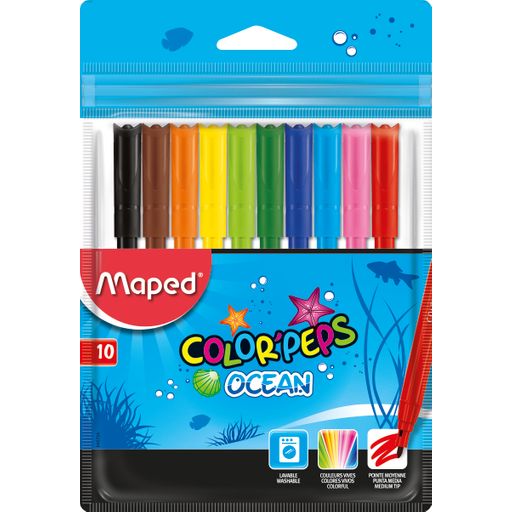 Maped®
10
COLOR'PEPS
OCEAN
LAVABLE
WASHABLE
COULEURS VIVES
COLORES VIVOS
COLORFUL
POINTE MOYENNE
PUNTA MEDIA
MEDIUM TIP